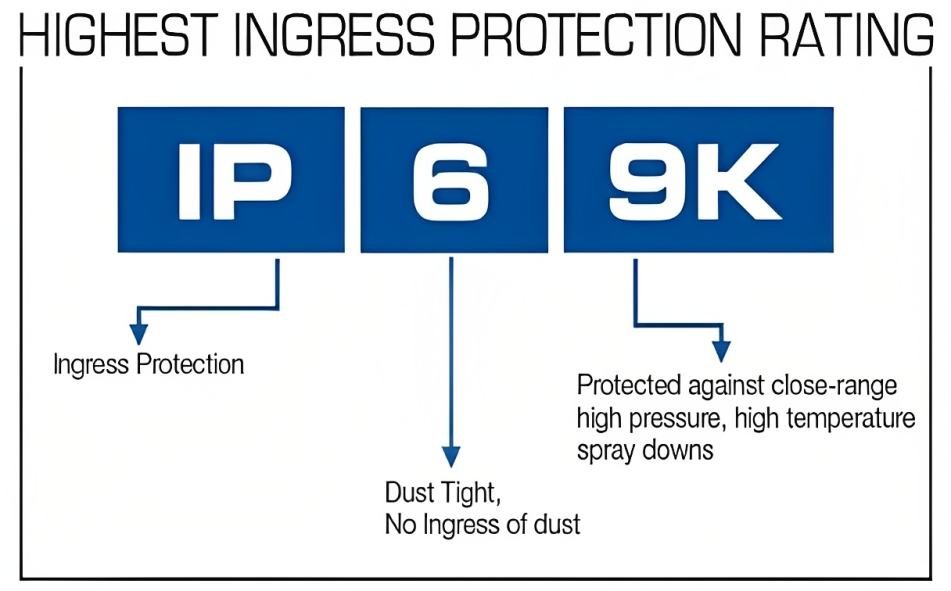 HIGHEST INGRESS PROTECTION RATING
IP 6 9K
Ingress Protection
Protected against close-range
high pressure, high temperature
spray downs
Dust Tight,
No Ingress of dust